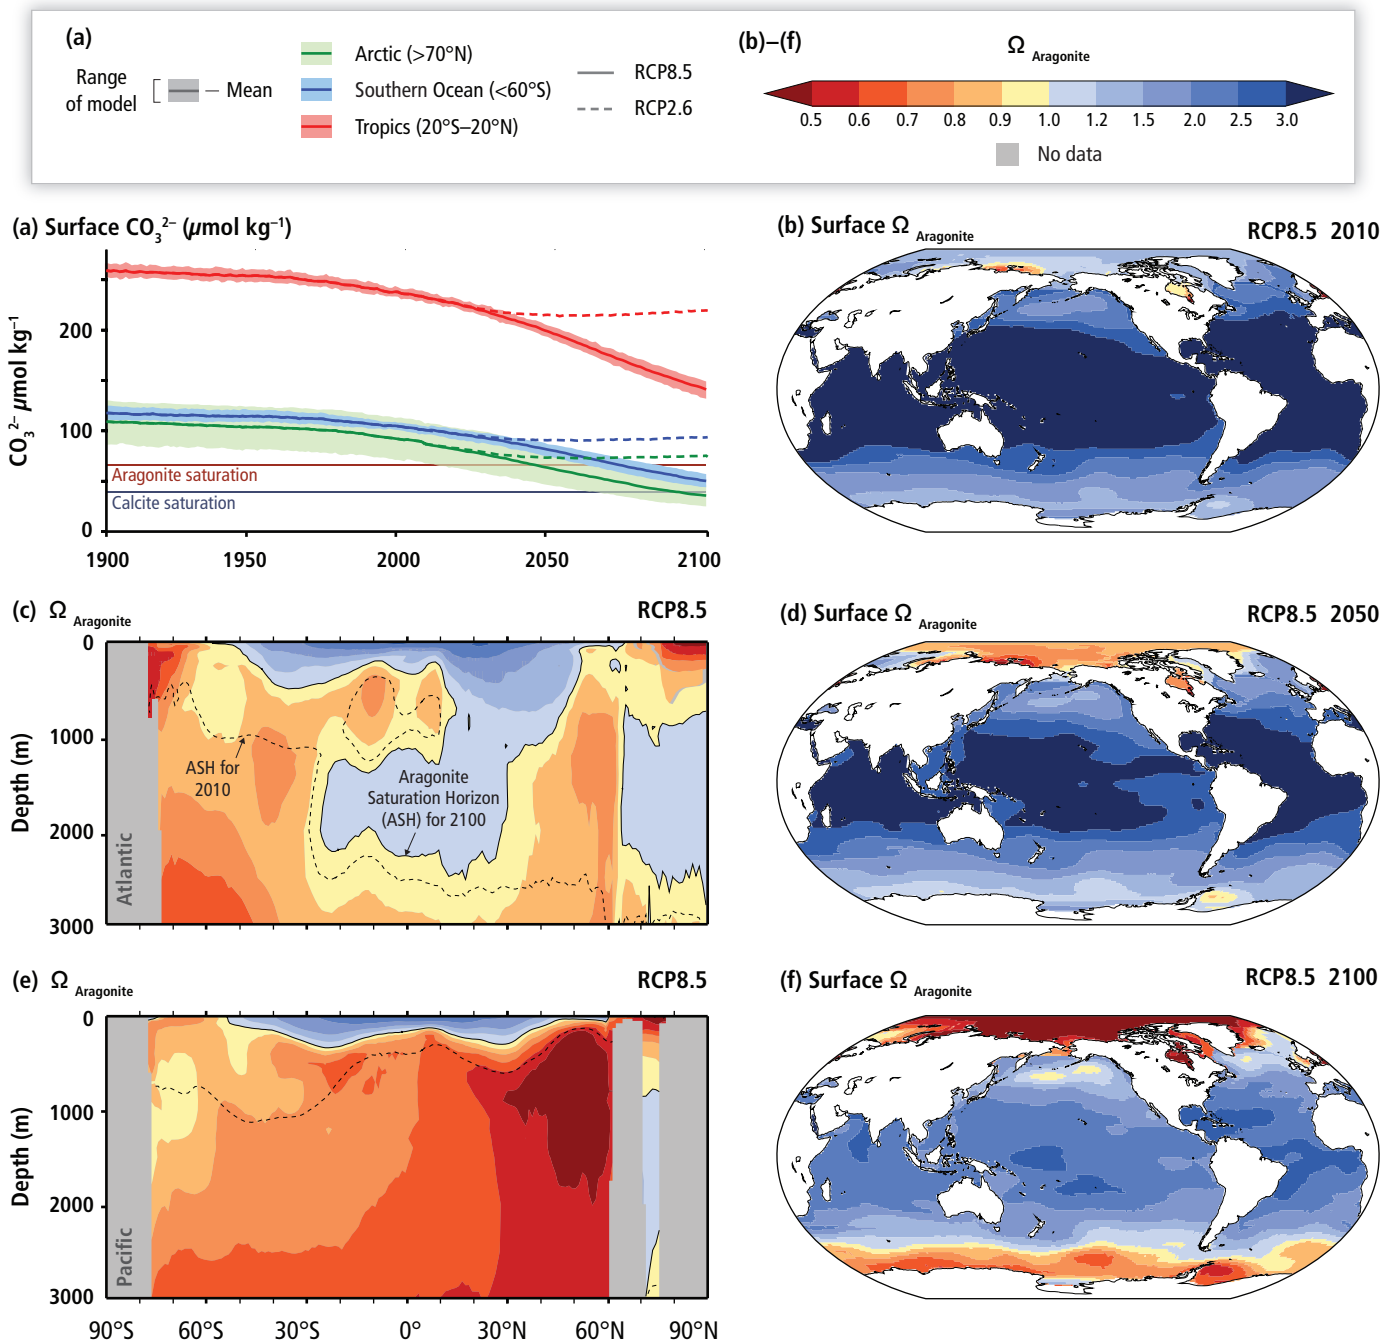 (a)
Range of model
Mean
Arctic (>70°N)
Southern Ocean (<60°S)
Tropics (20°S–20°N)
RCP8.5
RCP2.6
(b)–(f)
Ω Aragonite
0.5 0.6 0.7 0.8 0.9 1.0 1.2 1.5 2.0 2.5 3.0
No data
(a) Surface CO₃²⁻ (µmol kg⁻¹)
CO₃²⁻ µmol kg⁻¹
200
100
0
Aragonite saturation
Calcite saturation
1900 1950 2000 2050 2100
(b) Surface Ω Aragonite
RCP8.5 2010
(c) Ω Aragonite
RCP8.5
Depth (m)
0
1000
2000
3000
Atlantic
ASH for
2010
Aragonite
Saturation Horizon
(ASH) for 2100
(d) Surface Ω Aragonite
RCP8.5 2050
(e) Ω Aragonite
RCP8.5
Depth (m)
0
1000
2000
3000
Pacific
90°S 60°S 30°S 0° 30°N 60°N 90°N
(f) Surface Ω Aragonite
RCP8.5 2100